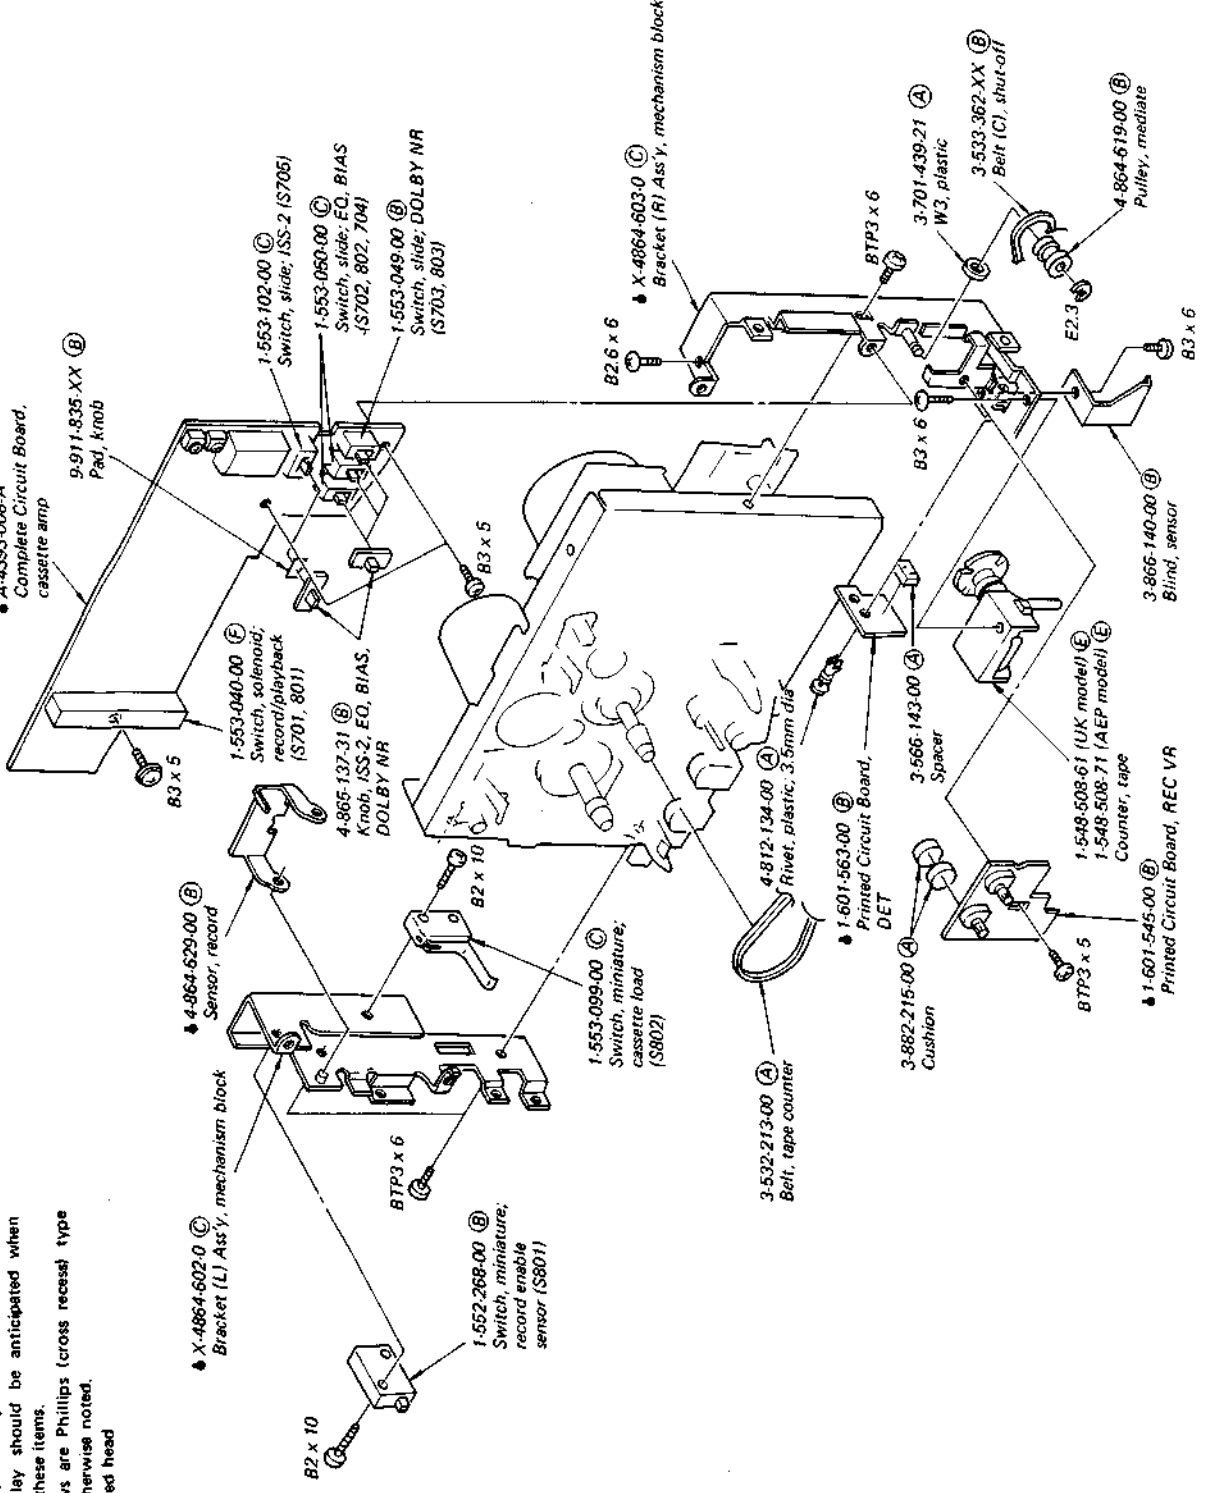 lay should be anticipated when
these items.
ws are Phillips (cross recess) type
herwise noted.
ed head
Complete Circuit Board,
cassette amp
9-911-835-XX Ⓑ
Pad, knob
1-553-102-00 Ⓒ
Switch, slide; ISS-2 (S705)
1-553-050-00 Ⓒ
Switch, slide; EQ, BIAS
(S702, 802, 704)
1-553-049-00 Ⓑ
Switch, slide; DOLBY NR
(S703, 803)
B3 x 5
1-553-040-00 Ⓕ
Switch, solenoid;
record/playback
(S701, 801)
4-865-137-31 Ⓑ
Knob, ISS-2, EQ, BIAS,
DOLBY NR
B3 x 5
4-864-629-00 Ⓑ
Sensor, record
B2 x 10
1-553-099-00 Ⓒ
Switch, miniature;
cassette load
(S802)
X-4864-602-0 Ⓒ
Bracket (L) Ass'y, mechanism block
BTP3 x 6
1-552-268-00 Ⓑ
Switch, miniature;
record enable
sensor (S801)
B2 x 10
X-4864-603-0 Ⓒ
Bracket (R) Ass'y, mechanism block
B2.6 x 6
BTP3 x 6
3-701-439-21 Ⓐ
W3, plastic
3-533-362-XX Ⓑ
Belt (C), shut-off
4-864-619-00 Ⓑ
Pulley, mediate
E2.3
B3 x 6
B3 x 6
3-866-140-00 Ⓑ
Blind, sensor
3-532-213-00 Ⓐ
Belt, tape counter
4-812-134-00 Ⓐ
Rivet, plastic; 3.5mm dia
1-601-563-00 Ⓑ
Printed Circuit Board,
DET
3-566-143-00 Ⓐ
Spacer
3-882-215-00 Ⓐ
Cushion
BTP3 x 5
1-548-508-61 (UK model) Ⓔ
1-548-508-71 (AEP model) Ⓔ
Counter, tape
1-601-545-00 Ⓑ
Printed Circuit Board, REC VR